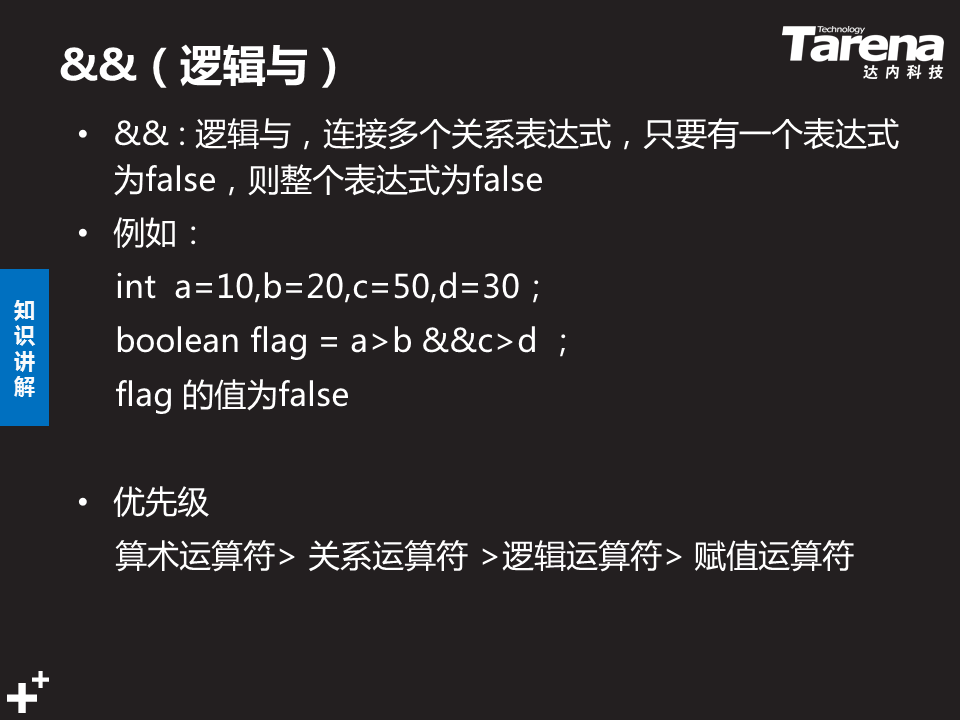 &&（逻辑与）
Technology
Tarena
达内科技
• &&：逻辑与，连接多个关系表达式，只要有一个表达式
为false，则整个表达式为false
• 例如：
int  a=10,b=20,c=50,d=30；
boolean flag = a>b &&c>d ；
flag 的值为false
知识讲解
• 优先级
算术运算符> 关系运算符 >逻辑运算符> 赋值运算符